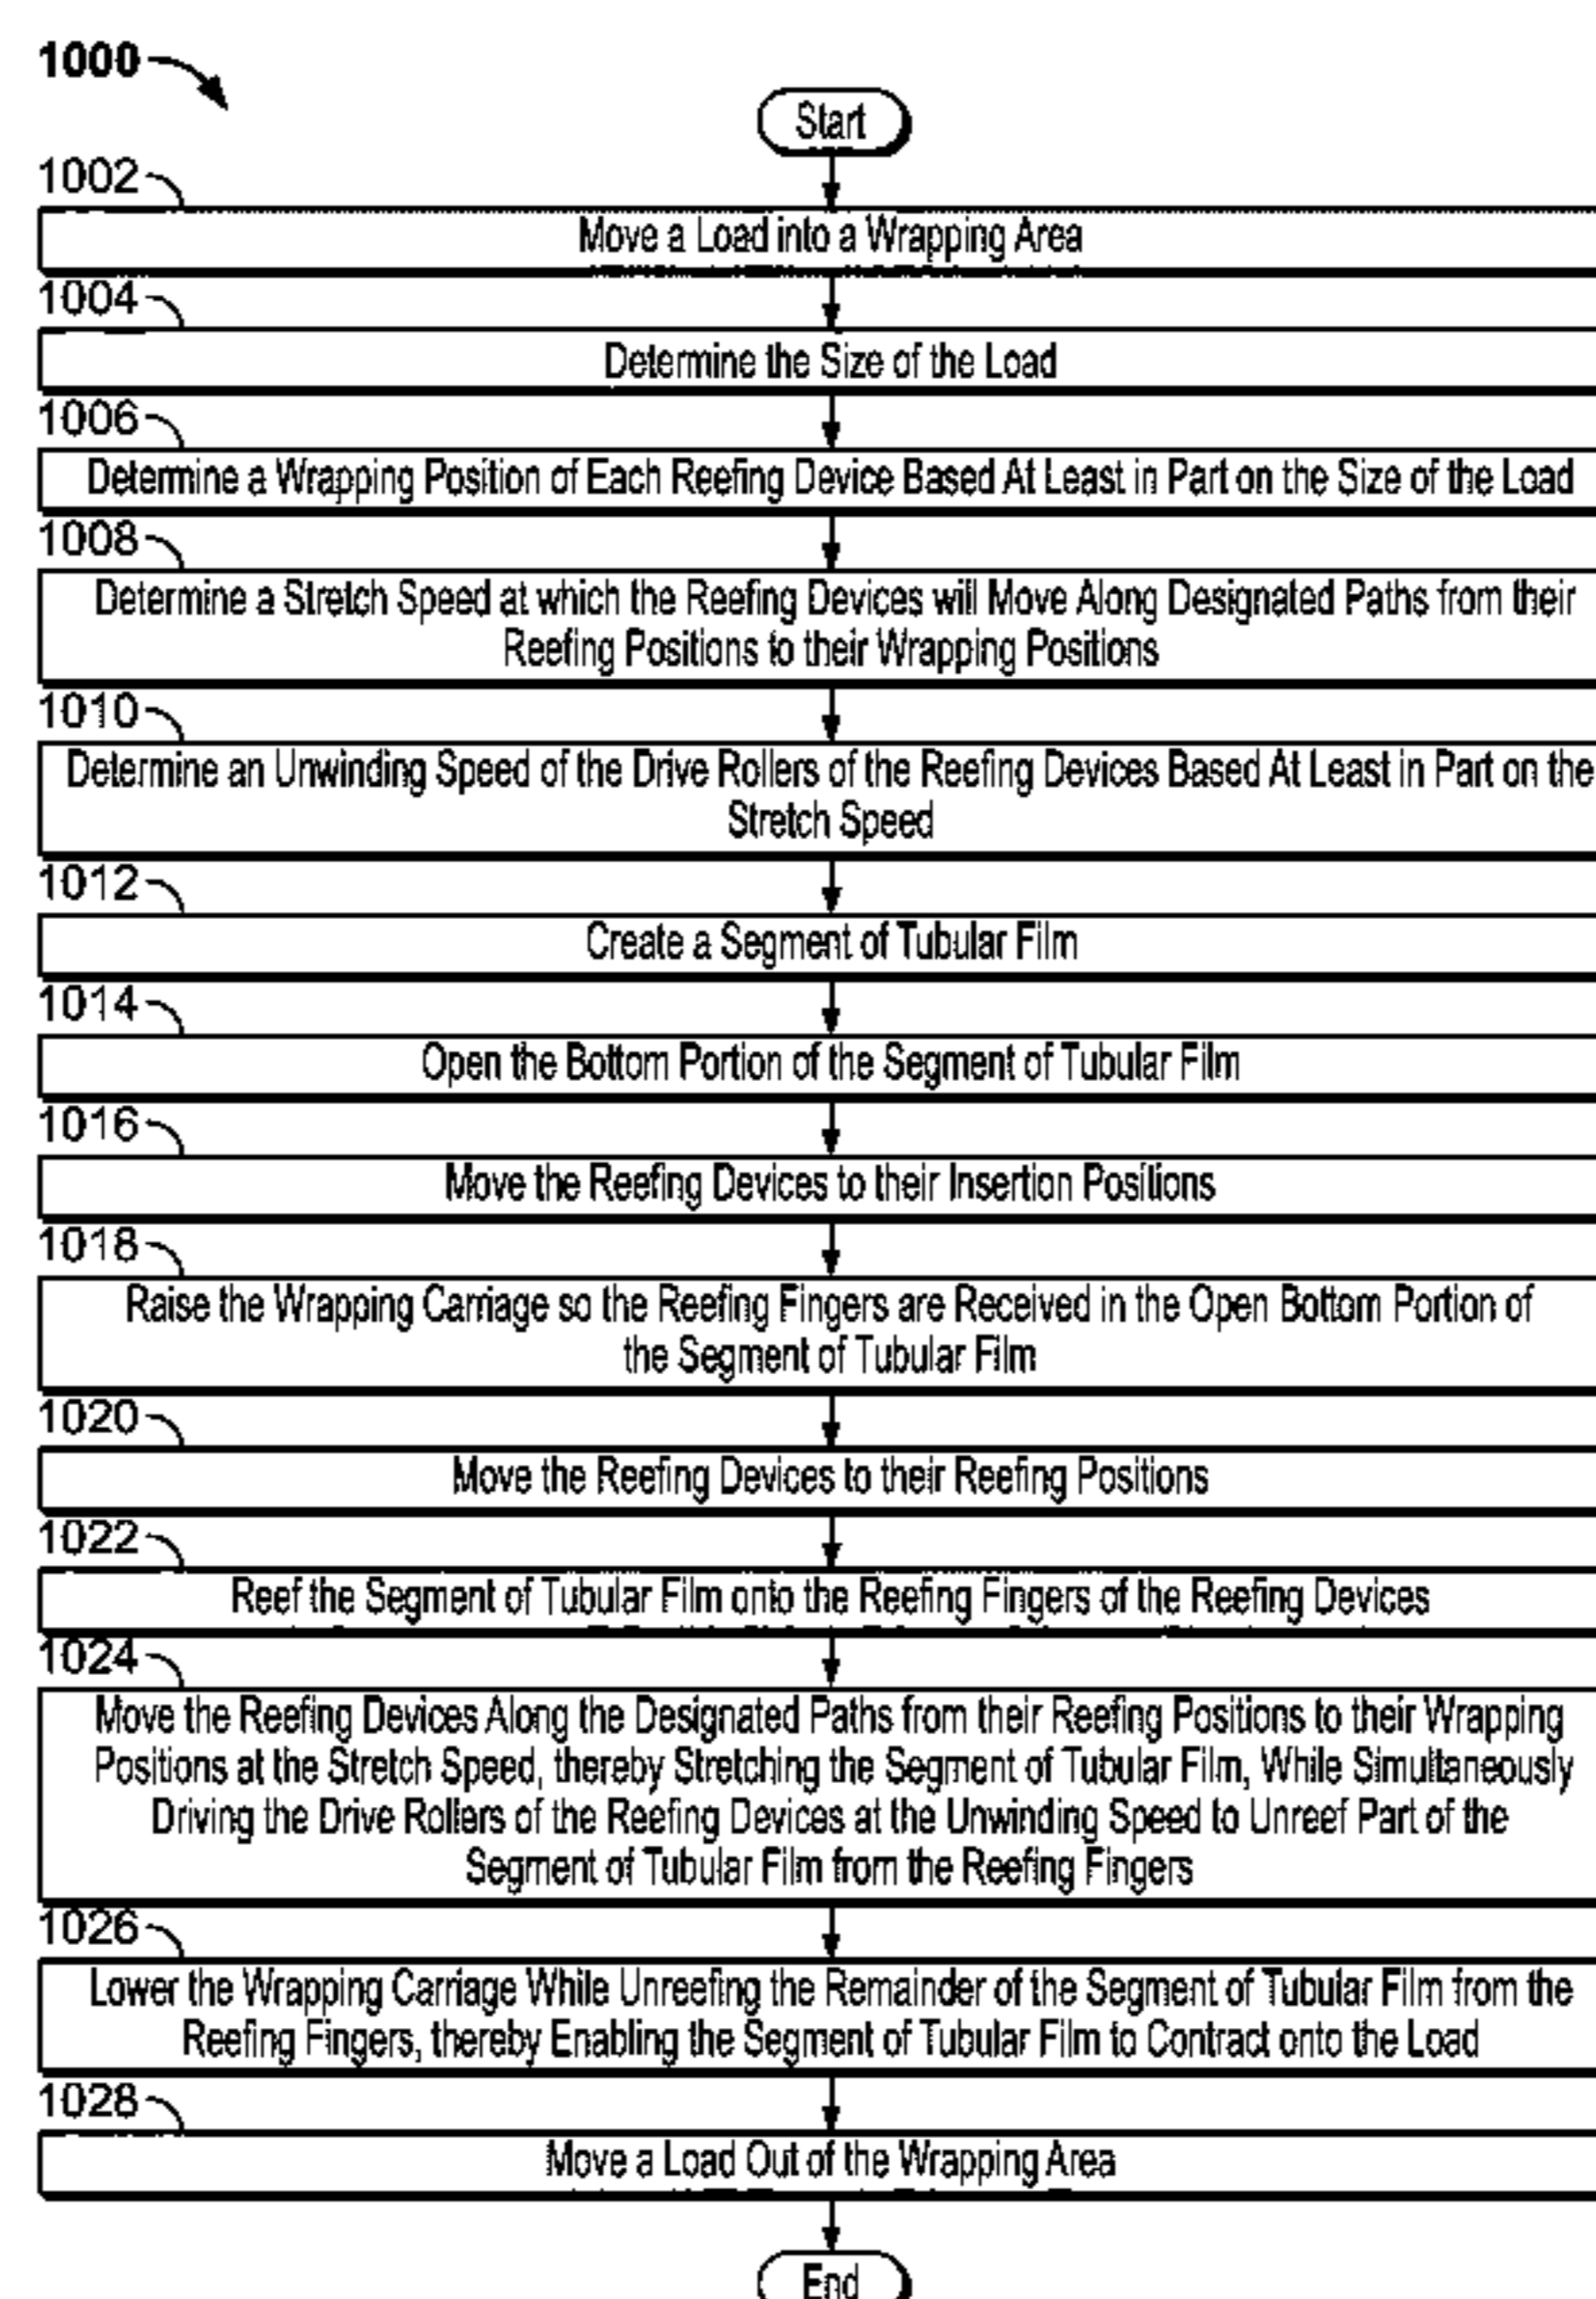 1000
Start
1002
Move a Load into a Wrapping Area
1004
Determine the Size of the Load
1006
Determine a Wrapping Position of Each Reefing Device Based At Least in Part on the Size of the Load
1008
Determine a Stretch Speed at which the Reefing Devices will Move Along Designated Paths from their
Reefing Positions to their Wrapping Positions
1010
Determine an Unwinding Speed of the Drive Rollers of the Reefing Devices Based At Least in Part on the
Stretch Speed
1012
Create a Segment of Tubular Film
1014
Open the Bottom Portion of the Segment of Tubular Film
1016
Move the Reefing Devices to their Insertion Positions
1018
Raise the Wrapping Carriage so the Reefing Fingers are Received in the Open Bottom Portion of
the Segment of Tubular Film
1020
Move the Reefing Devices to their Reefing Positions
1022
Reef the Segment of Tubular Film onto the Reefing Fingers of the Reefing Devices
1024
Move the Reefing Devices Along the Designated Paths from their Reefing Positions to their Wrapping
Positions at the Stretch Speed, thereby Stretching the Segment of Tubular Film, While Simultaneously
Driving the Drive Rollers of the Reefing Devices at the Unwinding Speed to Unreef Part of the
Segment of Tubular Film from the Reefing Fingers
1026
Lower the Wrapping Carriage While Unreefing the Remainder of the Segment of Tubular Film from the
Reefing Fingers, thereby Enabling the Segment of Tubular Film to Contract onto the Load
1028
Move a Load Out of the Wrapping Area
End